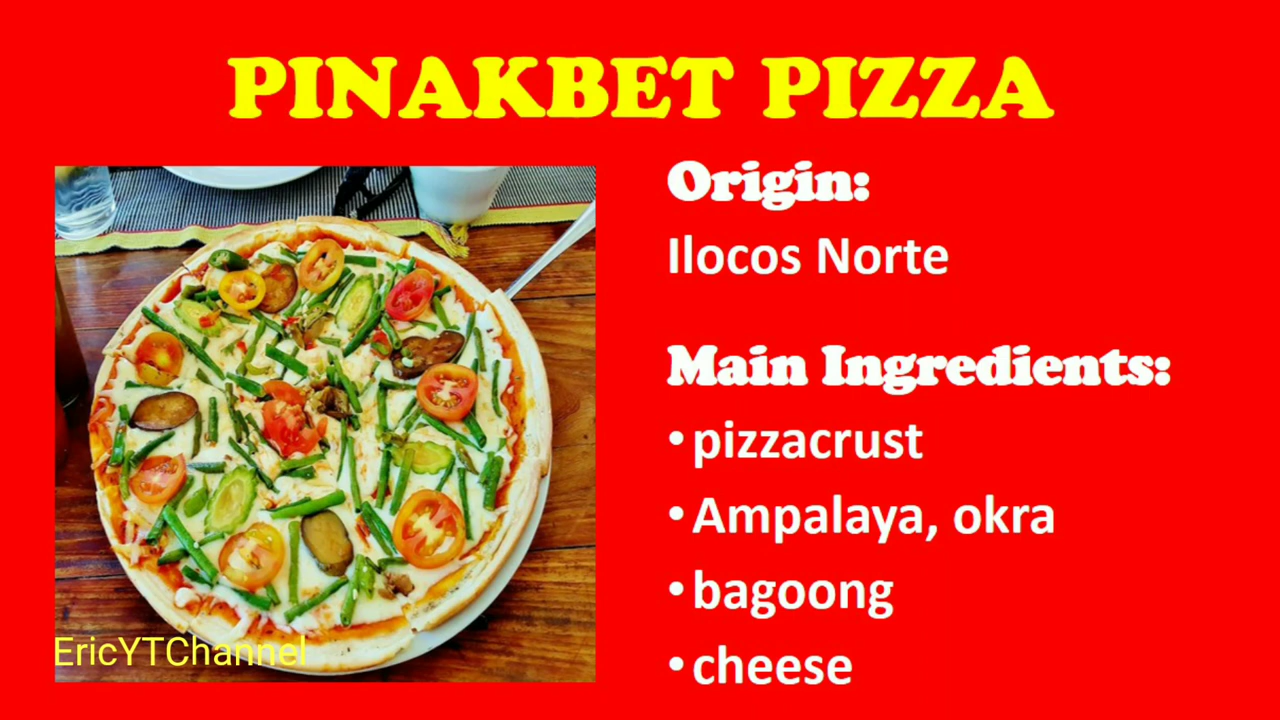 PINAKBET PIZZA
Origin:
Ilocos Norte
Main Ingredients:
•pizzacrust
•Ampalaya, okra
•bagoong
•cheese
EricYTChannel